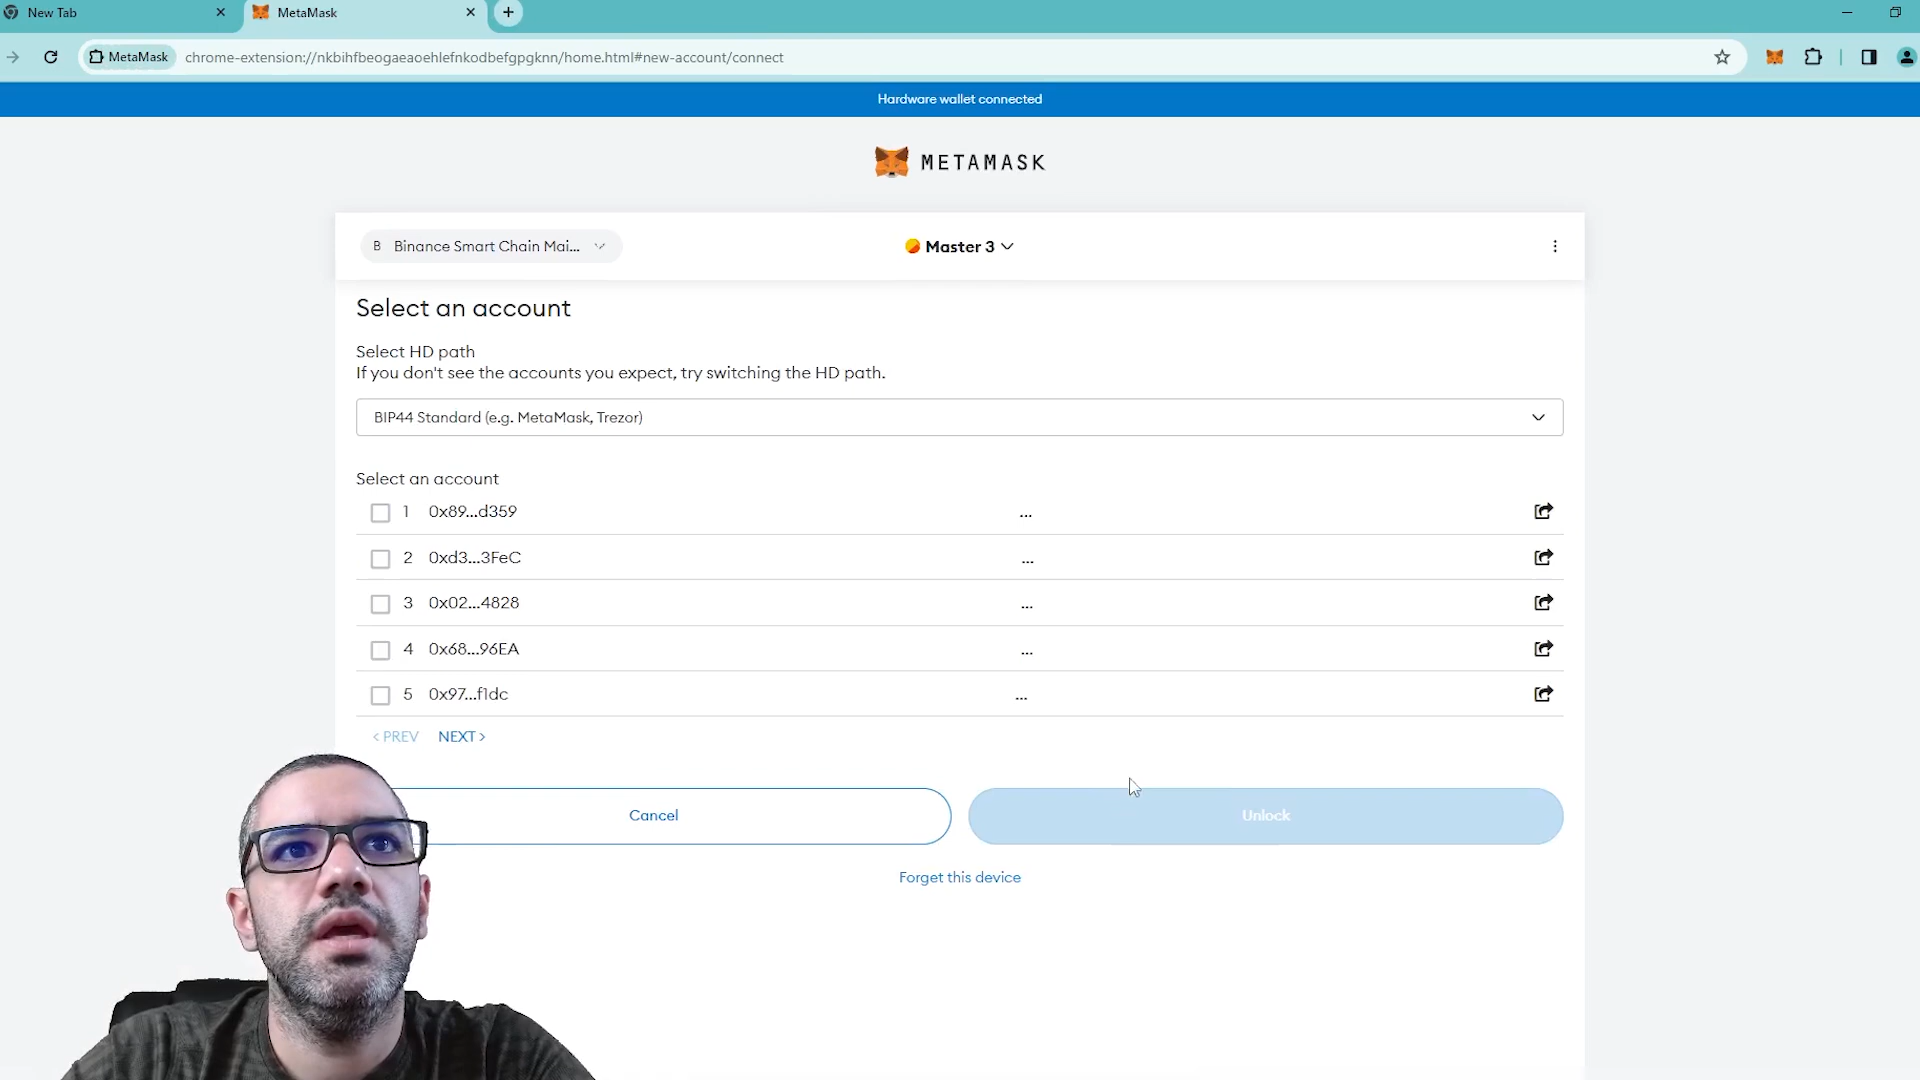 New Tab
MetaMask
MetaMask chrome-extension://nkbihfbeogaeaoehlefnkodbefgpgknn/home.html#new-account/connect
Hardware wallet connected
METAMASK
B Binance Smart Chain Mai...
Master 3
Select an account
Select HD path
If you don't see the accounts you expect, try switching the HD path.
BIP44 Standard (e.g. MetaMask, Trezor)
Select an account
1 0x89...d359 ...
2 0xd3...3FeC ...
3 0x02...4828 ...
4 0x68...96EA ...
5 0x97...f1dc ...
< PREV NEXT >
Cancel
Unlock
Forget this device